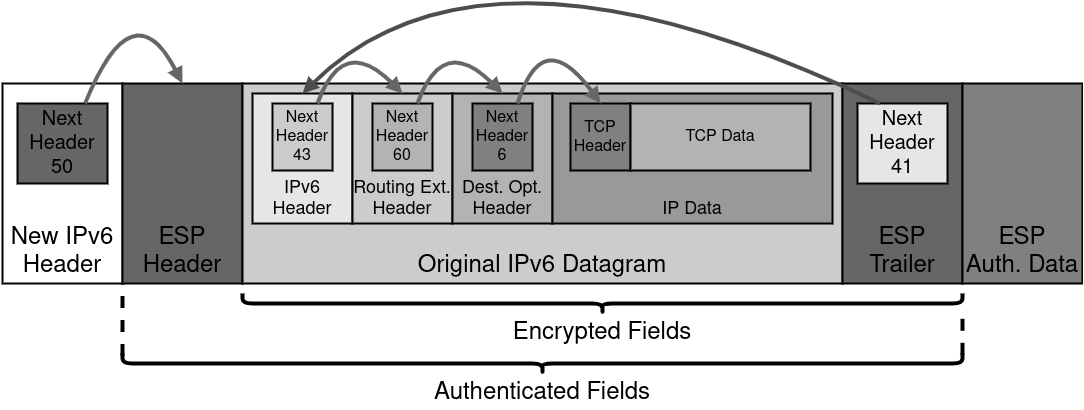 Next
Header
50
New IPv6
Header
ESP
Header
Next
Header
43
IPv6
Header
Next
Header
60
Routing Ext.
Header
Next
Header
6
Dest. Opt.
Header
TCP
Header
TCP Data
IP Data
Original IPv6 Datagram
Next
Header
41
ESP
Trailer
ESP
Auth. Data
Encrypted Fields
Authenticated Fields